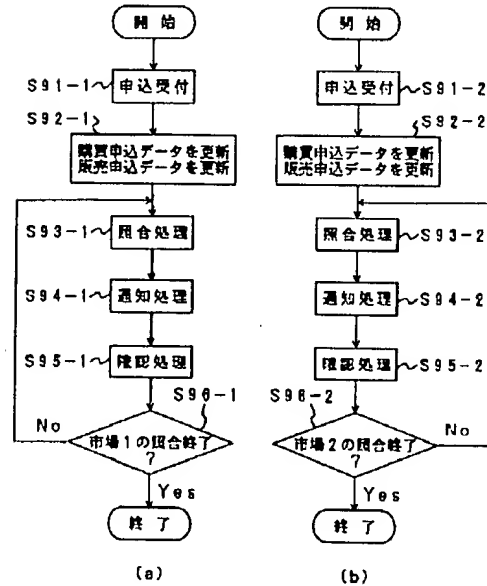 開始
S91-1
申込受付
S92-1
購買申込データを更新
販売申込データを更新
S93-1
照合処理
S94-1
通知処理
S95-1
確認処理
S96-1
No
市場1の照合終了
?
Yes
終了
(a)
開始
申込受付
S91-2
S92-2
購買申込データを更新
販売申込データを更新
照合処理
S93-2
通知処理
S94-2
確認処理
S95-2
S96-2
市場2の照合終了
?
No
Yes
終了
(b)